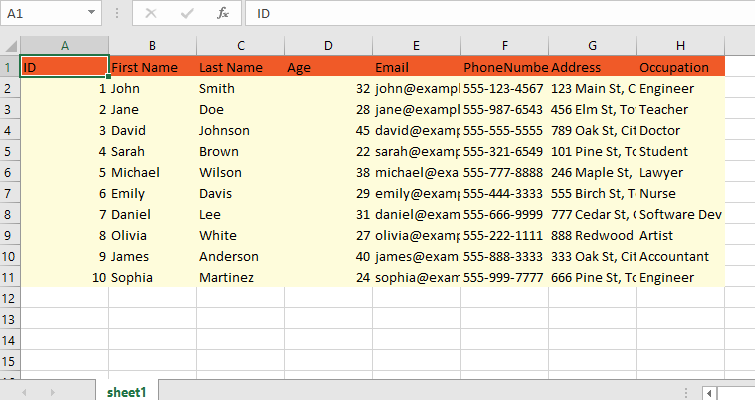 A1 fx ID
A B C D E F G H
1 ID First Name Last Name Age Email PhoneNumbe Address Occupation
2 1 John Smith 32 john@exampl 555-123-4567 123 Main St, C Engineer
3 2 Jane Doe 28 jane@exampl 555-987-6543 456 Elm St, To Teacher
4 3 David Johnson 45 david@exam 555-555-5555 789 Oak St, Cit Doctor
5 4 Sarah Brown 22 sarah@exam 555-321-6549 101 Pine St, To Student
6 5 Michael Wilson 38 michael@exa 555-777-8888 246 Maple St, Lawyer
7 6 Emily Davis 29 emily@exam 555-444-3333 555 Birch St, T Nurse
8 7 Daniel Lee 31 daniel@exam 555-666-9999 777 Cedar St, Software Dev
9 8 Olivia White 27 olivia@exam 555-222-1111 888 Redwood Artist
10 9 James Anderson 40 james@exam 555-888-3333 333 Oak St, Cit Accountant
11 10 Sophia Martinez 24 sophia@exam 555-999-7777 666 Pine St, To Engineer
12
13
14
15
sheet1